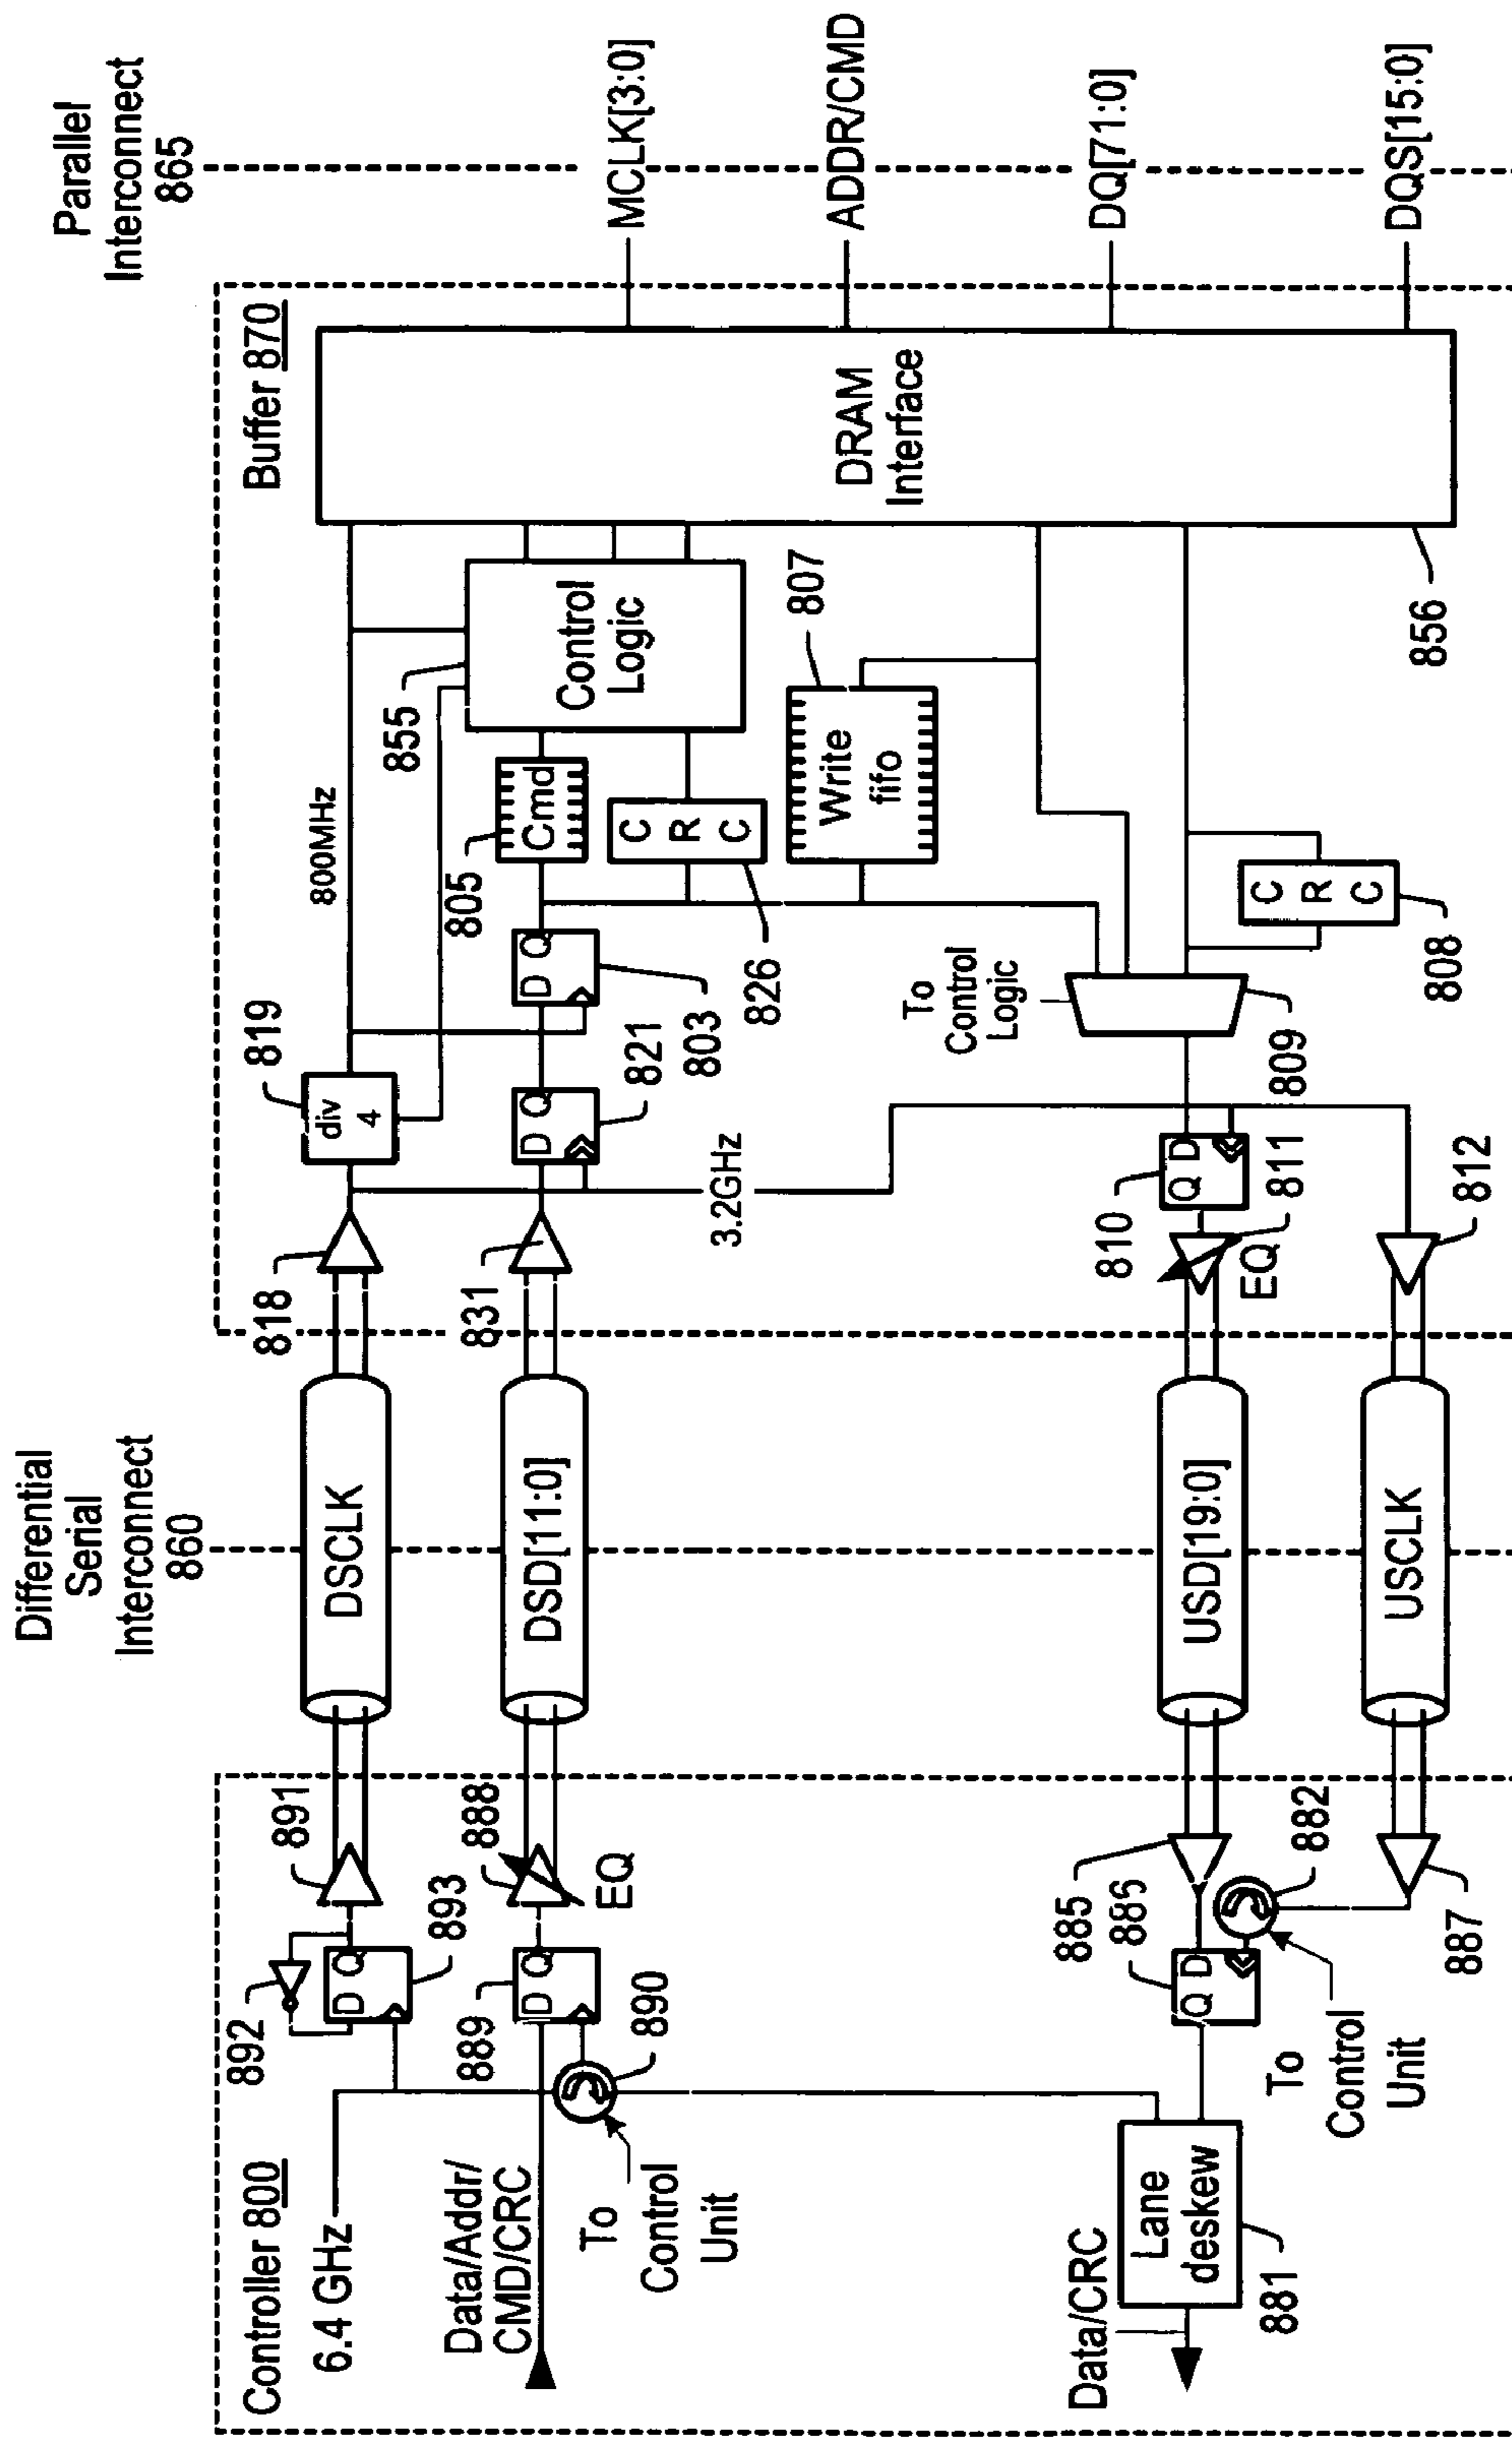 Differential
Serial
Interconnect
860
Parallel
Interconnect
865
Controller 800
6.4 GHz
892
893
891
DSCLK
818
819
div
4
800MHz
Buffer 870
MCLK[3:0]
Data/Addr/
CMD/CRC
889
D Q
D Q
888
EQ
890
To
Control
Unit
DSD[11:0]
831
D Q
821
D Q
803
3.2GHz
805
Cmd
855
Control
Logic
C
R
C
826
Write
fifo
807
DRAM
Interface
856
ADDR/CMD
DQ[71:0]
DQS[15:0]
To
Control
Logic
809
C
R
C
808
Q D
810
811
EQ
812
USD[19:0]
USCLK
885
886
882
887
Q D
To
Control
Unit
Lane
deskew
881
Data/CRC